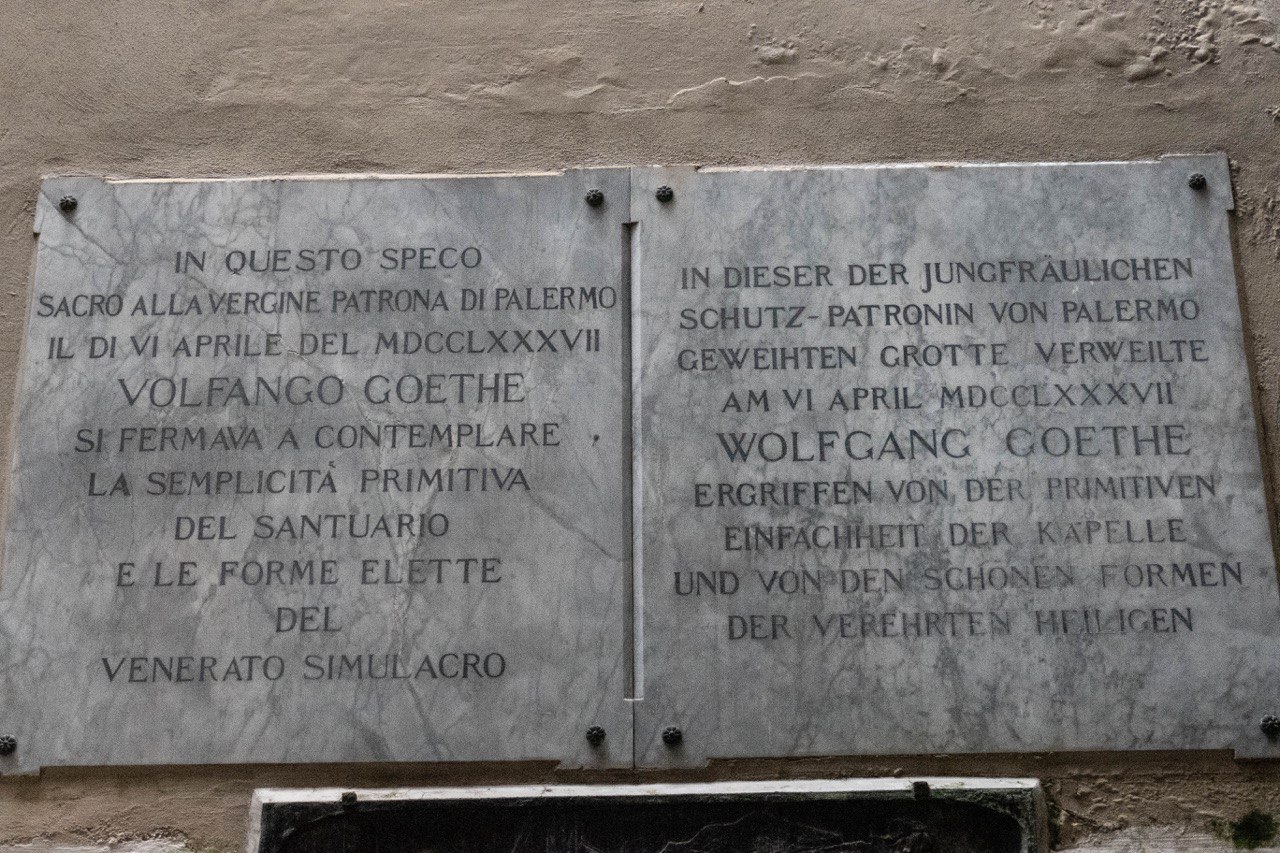 IN QUESTO SPECO
SACRO ALLA VERGINE PATRONA DI PALERMO
IL DI VI APRILE DEL MDCCLXXXVII
VOLFANGO GOETHE
SI FERMAVA A CONTEMPLARE
LA SEMPLICITÀ PRIMITIVA
DEL SANTUARIO
E LE FORME ELETTE
DEL
VENERATO SIMULACRO
IN DIESER DER JUNGFRÄULICHEN
SCHUTZ-PATRONIN VON PALERMO
GEWEIHTEN GROTTE VERWEILTE
AM VI APRIL MDCCLXXXVII
WOLFGANG GOETHE
ERGRIFFEN VON DER PRIMITIVEN
EINFACHHEIT DER KAPELLE
UND VON DEN SCHÖNEN FORMEN
DER VEREHRTEN HEILIGEN